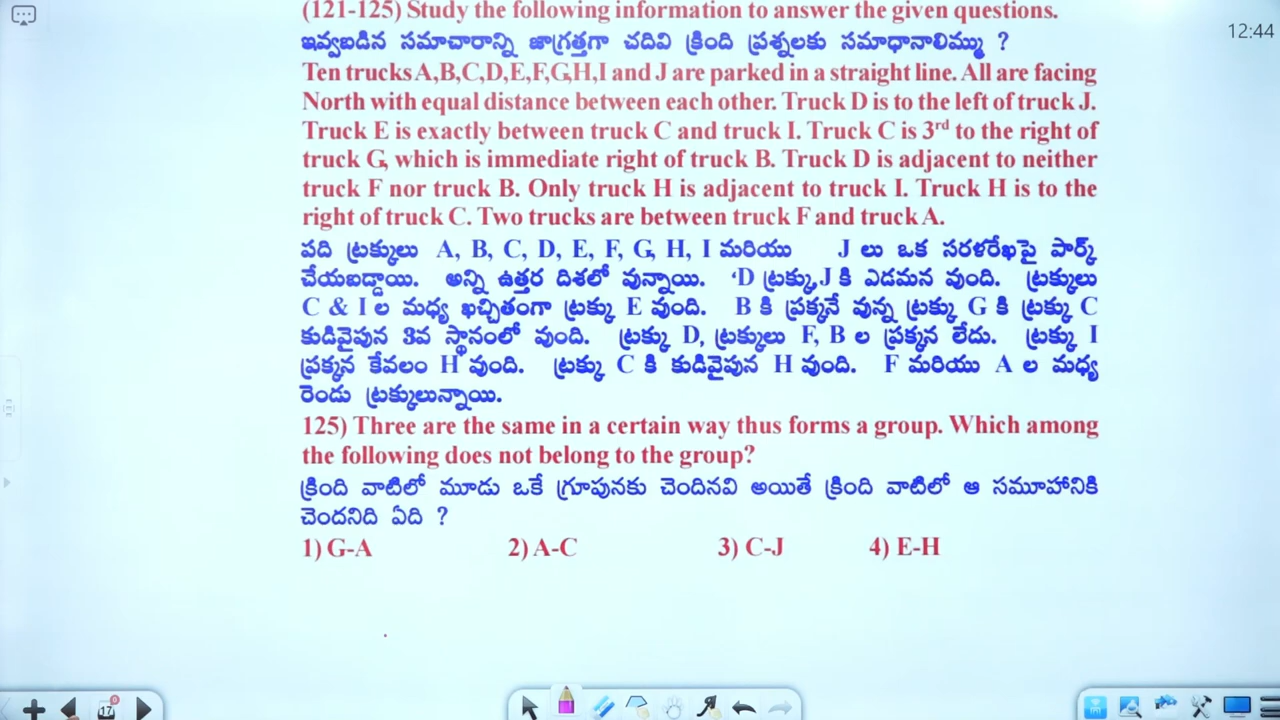 (121-125) Study the following information to answer the given questions.
12:44
ఇవ్వబడిన సమాచారాన్ని జాగ్రత్తగా చదివి క్రింది ప్రశ్నలకు సమాధానాలిమ్ము ?
Ten trucks A,B,C,D,E,F,G,H,I and J are parked in a straight line. All are facing
North with equal distance between each other. Truck D is to the left of truck J.
Truck E is exactly between truck C and truck I. Truck C is 3rd to the right of
truck G, which is immediate right of truck B. Truck D is adjacent to neither
truck F nor truck B. Only truck H is adjacent to truck I. Truck H is to the
right of truck C. Two trucks are between truck F and truck A.
పది ట్రక్కులు A, B, C, D, E, F, G, H, I మరియు J లు ఒక సరళరేఖపై పార్క్
చేయబడ్డాయి. అన్ని ఉత్తర దిశలో వున్నాయి. 'D ట్రక్కు,J కి ఎడమన వుంది. ట్రక్కులు
C & I ల మధ్య ఖచ్చితంగా ట్రక్కు E వుంది. B కి ప్రక్కనే వున్న ట్రక్కు G కి ట్రక్కు C
కుడివైపున 3వ స్థానంలో వుంది. ట్రక్కు D, ట్రక్కులు F, B ల ప్రక్కన లేదు. ట్రక్కు I
ప్రక్కన కేవలం H వుంది. ట్రక్కు C కి కుడివైపున H వుంది. F మరియు A ల మధ్య
రెండు ట్రక్కులున్నాయి.
125) Three are the same in a certain way thus forms a group. Which among
the following does not belong to the group?
క్రింది వాటిలో మూడు ఒకే గ్రూపునకు చెందినవి అయితే క్రింది వాటిలో ఆ సమూహానికి
చెందనిది ఏది ?
1) G-A 2) A-C 3) C-J 4) E-H
17